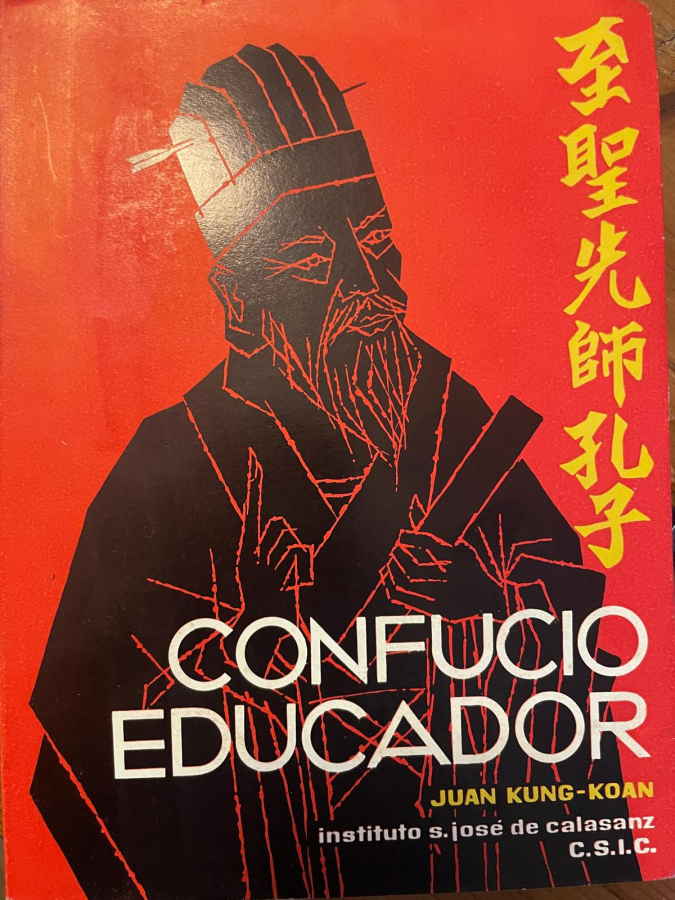 至聖先師孔子
CONFUCIO
EDUCADOR
JUAN KUNG-KOAN
instituto s.josé de calasanz
C.S.I.C.